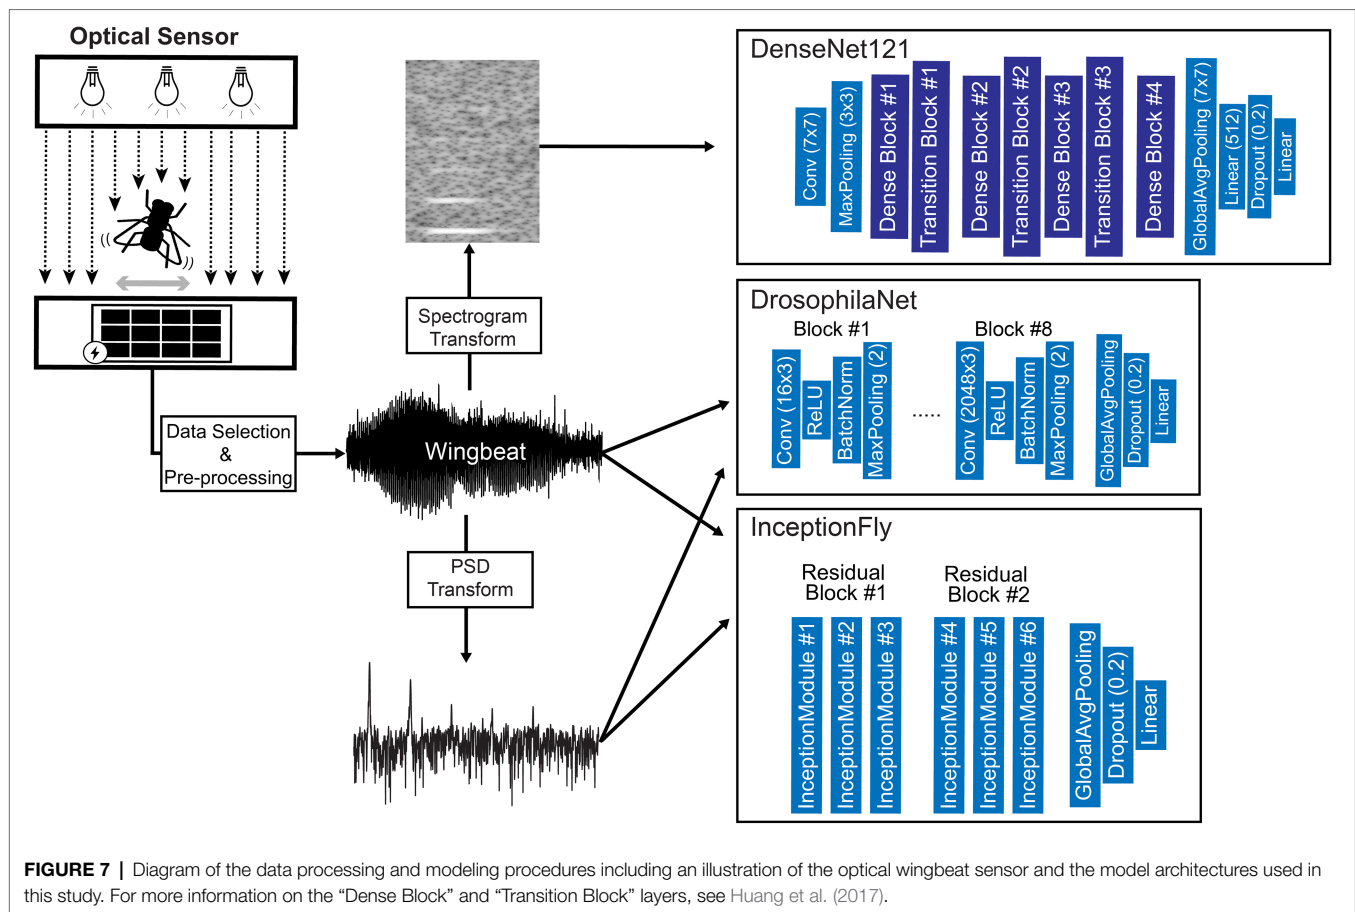 Optical Sensor
Data Selection
&
Pre-processing
Spectrogram
Transform
Wingbeat
PSD
Transform
DenseNet121
Conv (7x7)
MaxPooling (3x3)
Dense Block #1
Transition Block #1
Dense Block #2
Transition Block #2
Dense Block #3
Transition Block #3
Dense Block #4
GlobalAvgPooling (7x7)
Linear (512)
Dropout (0.2)
Linear
DrosophilaNet
Block #1
Conv (16x3)
ReLU
BatchNorm
MaxPooling (2)
.....
Block #8
Conv (2048x3)
ReLU
BatchNorm
MaxPooling (2)
GlobalAvgPooling
Dropout (0.2)
Linear
InceptionFly
Residual
Block #1
InceptionModule #1
InceptionModule #2
InceptionModule #3
Residual
Block #2
InceptionModule #4
InceptionModule #5
InceptionModule #6
GlobalAvgPooling
Dropout (0.2)
Linear
FIGURE 7 | Diagram of the data processing and modeling procedures including an illustration of the optical wingbeat sensor and the model architectures used in
this study. For more information on the “Dense Block” and “Transition Block” layers, see Huang et al. (2017).